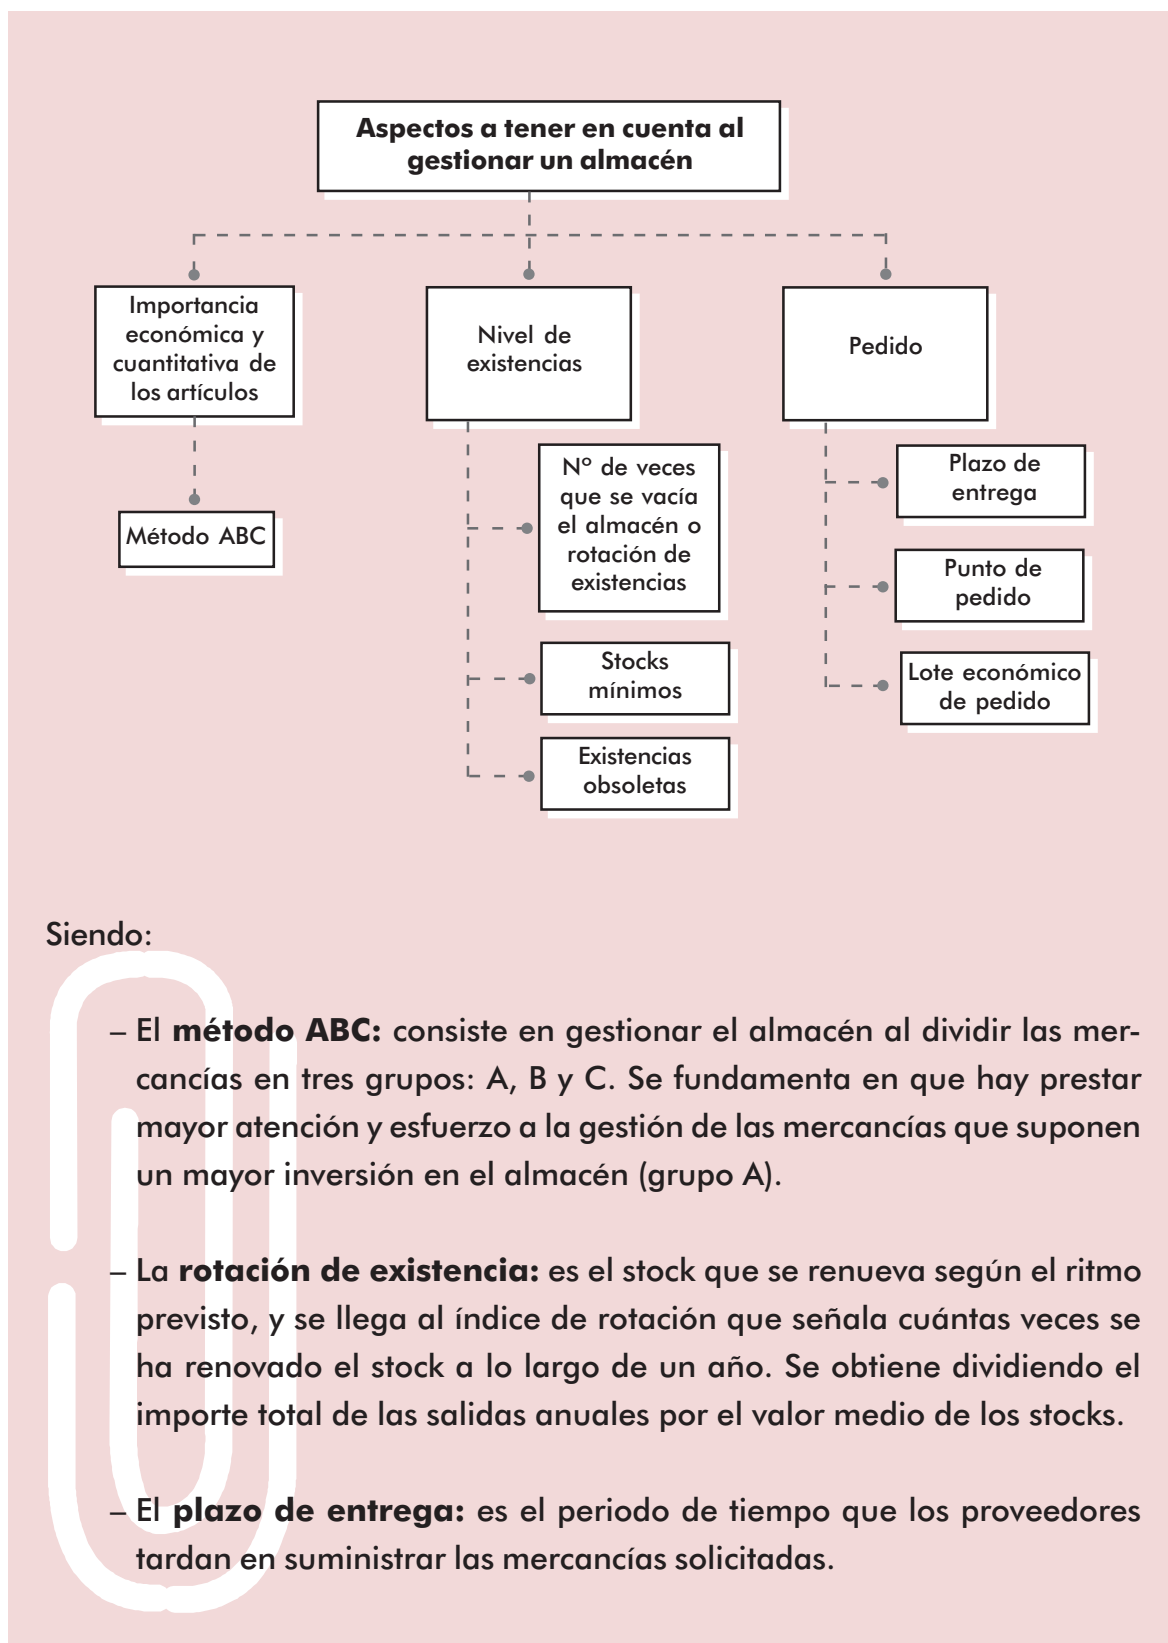 Aspectos a tener en cuenta al
gestionar un almacén
Importancia
económica y
cuantitativa de
los artículos
Nivel de
existencias
Pedido
Método ABC
Nº de veces
que se vacía
el almacén o
rotación de
existencias
Stocks
mínimos
Existencias
obsoletas
Plazo de
entrega
Punto de
pedido
Lote económico
de pedido
Siendo:
– El método ABC: consiste en gestionar el almacén al dividir las mer-
cancías en tres grupos: A, B y C. Se fundamenta en que hay prestar
mayor atención y esfuerzo a la gestión de las mercancías que suponen
un mayor inversión en el almacén (grupo A).
– La rotación de existencia: es el stock que se renueva según el ritmo
previsto, y se llega al índice de rotación que señala cuántas veces se
ha renovado el stock a lo largo de un año. Se obtiene dividiendo el
importe total de las salidas anuales por el valor medio de los stocks.
– El plazo de entrega: es el periodo de tiempo que los proveedores
tardan en suministrar las mercancías solicitadas.